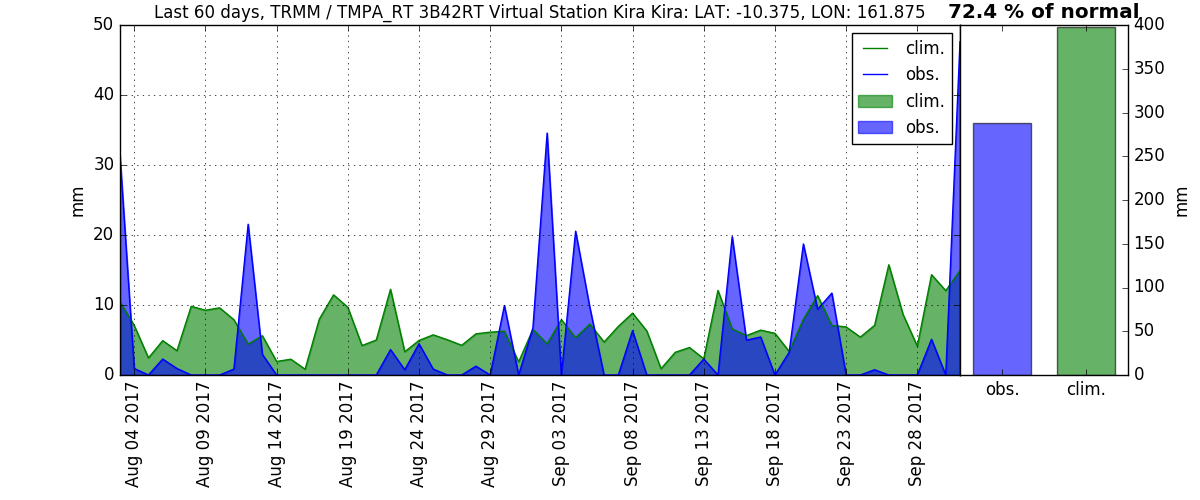 Last 60 days, TRMM / TMPA_RT 3B42RT Virtual Station Kira Kira: LAT: -10.375, LON: 161.875
72.4 % of normal
50
40
30
20
10
0
mm
clim.
obs.
clim.
obs.
400
350
300
250
200
150
100
50
0
mm
obs.
clim.
Aug 04 2017
Aug 09 2017
Aug 14 2017
Aug 19 2017
Aug 24 2017
Aug 29 2017
Sep 03 2017
Sep 08 2017
Sep 13 2017
Sep 18 2017
Sep 23 2017
Sep 28 2017